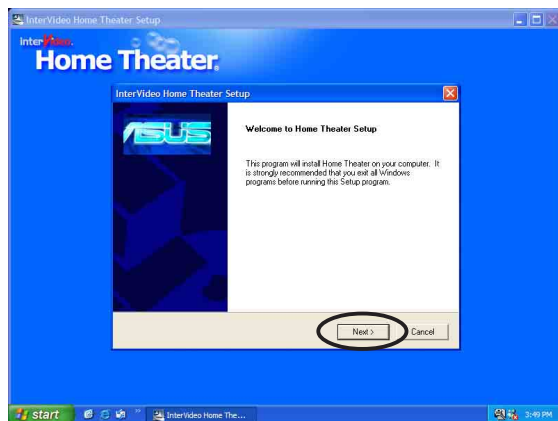 InterVideo Home Theater Setup
InterVideo.
Home Theater®
InterVideo Home Theater Setup
ASUS
Welcome to Home Theater Setup
This program will install Home Theater on your computer. It
is strongly recommended that you exit all Windows
programs before running this Setup program.
Next >
Cancel
start
InterVideo Home The...
3:49 PM